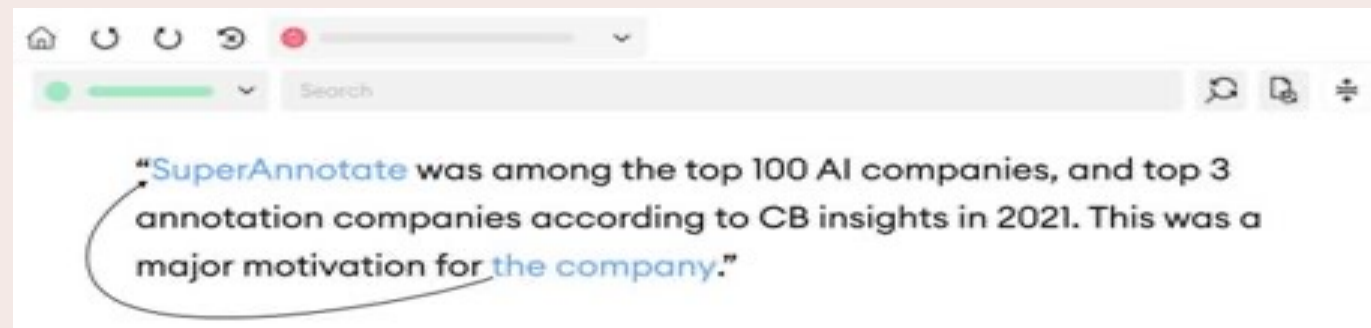 Search
“SuperAnnotate was among the top 100 AI companies, and top 3
annotation companies according to CB insights in 2021. This was a
major motivation for the company.”